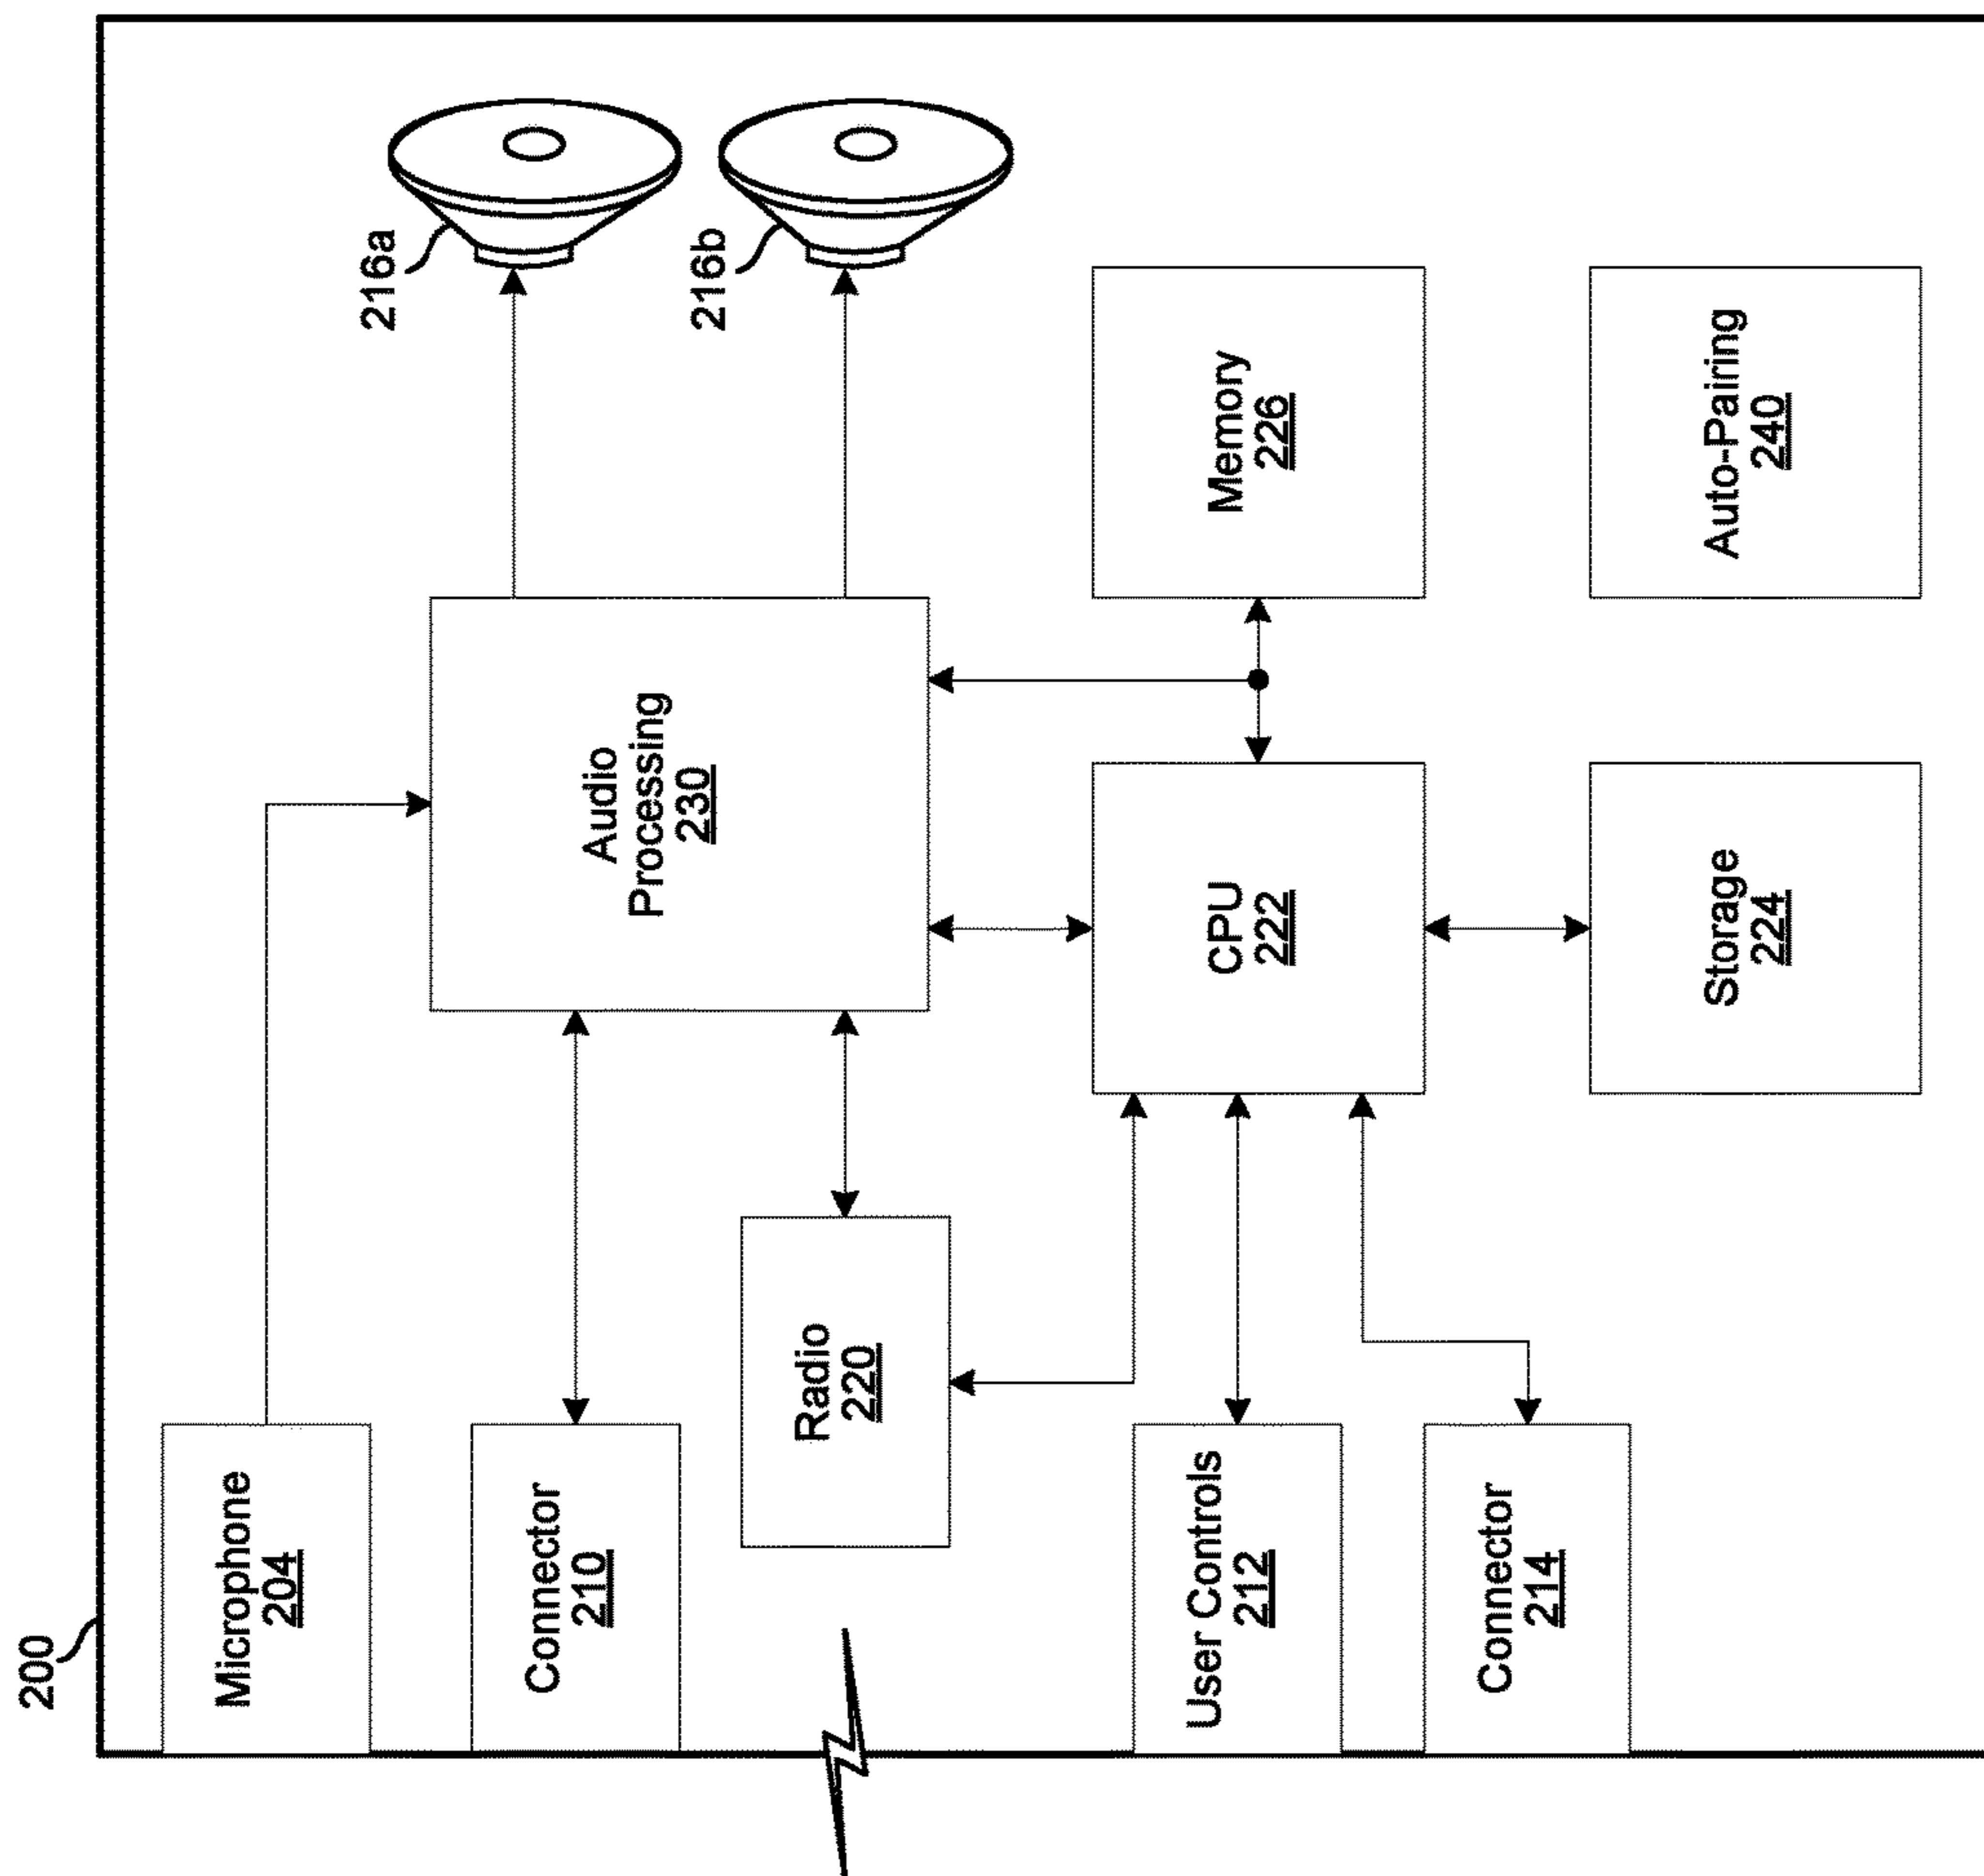 200
Microphone
204
Connector
210
Radio
220
User Controls
212
Connector
214
Audio
Processing
230
CPU
222
Storage
224
216a
216b
Memory
226
Auto-Pairing
240